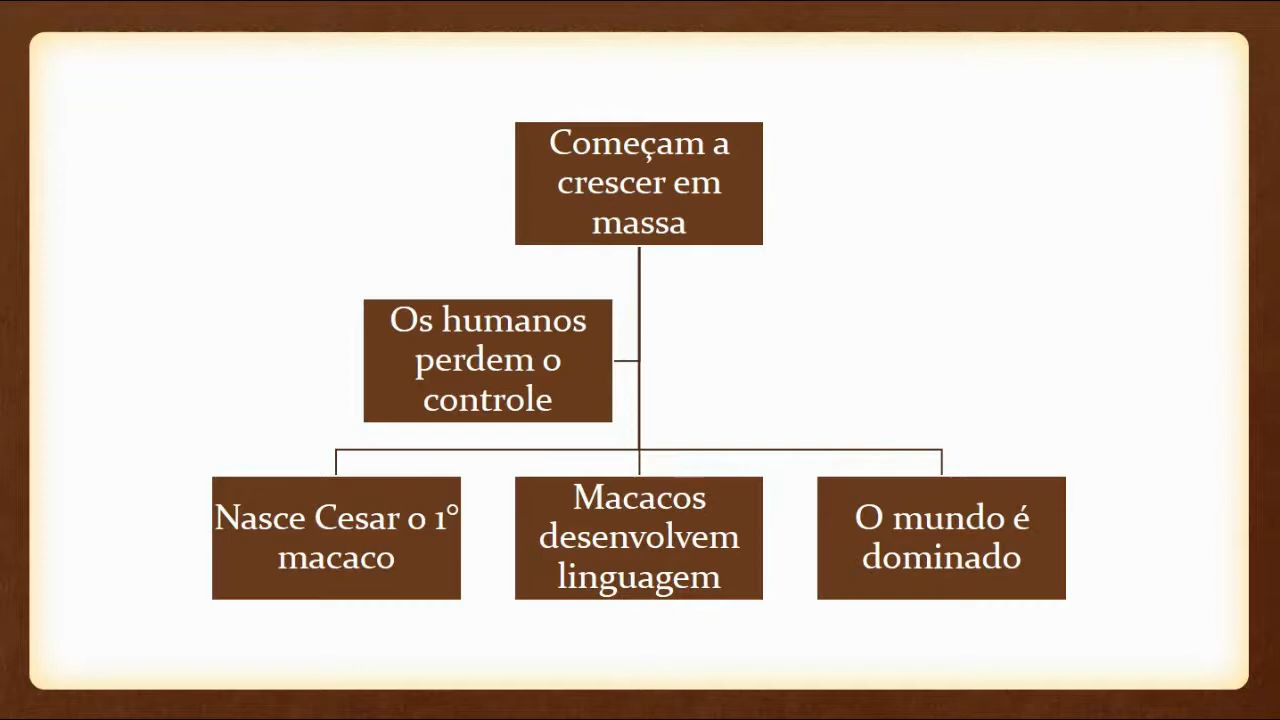 Começam a
crescer em
massa
Os humanos
perdem o
controle
Nasce Cesar o 1°
macaco
Macacos
desenvolvem
linguagem
O mundo é
dominado